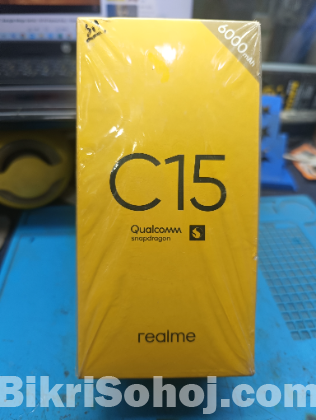 6000mAh
C15
Qualcomm
snapdragon
realme
BikriSohoj.com